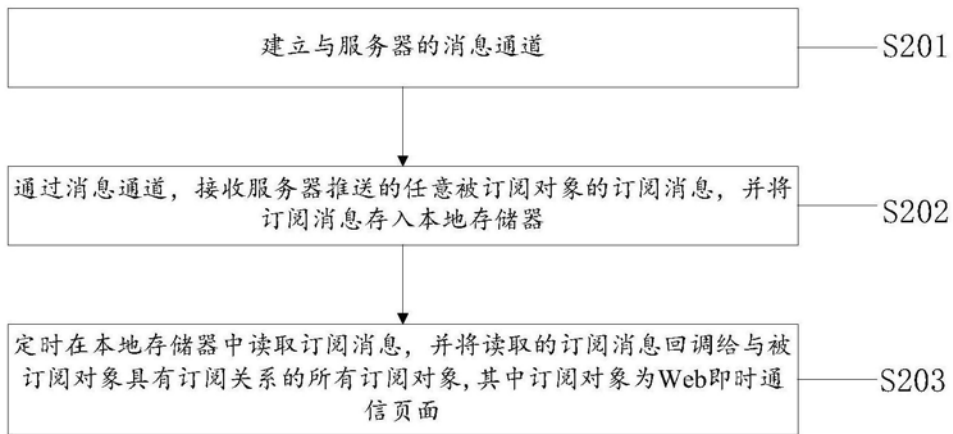 建立与服务器的消息通道
S201
通过消息通道，接收服务器推送的任意被订阅对象的订阅消息，并将
订阅消息存入本地存储器
S202
定时在本地存储器中读取订阅消息，并将读取的订阅消息回调给与被
订阅对象具有订阅关系的所有订阅对象,其中订阅对象为Web即时通
信页面
S203